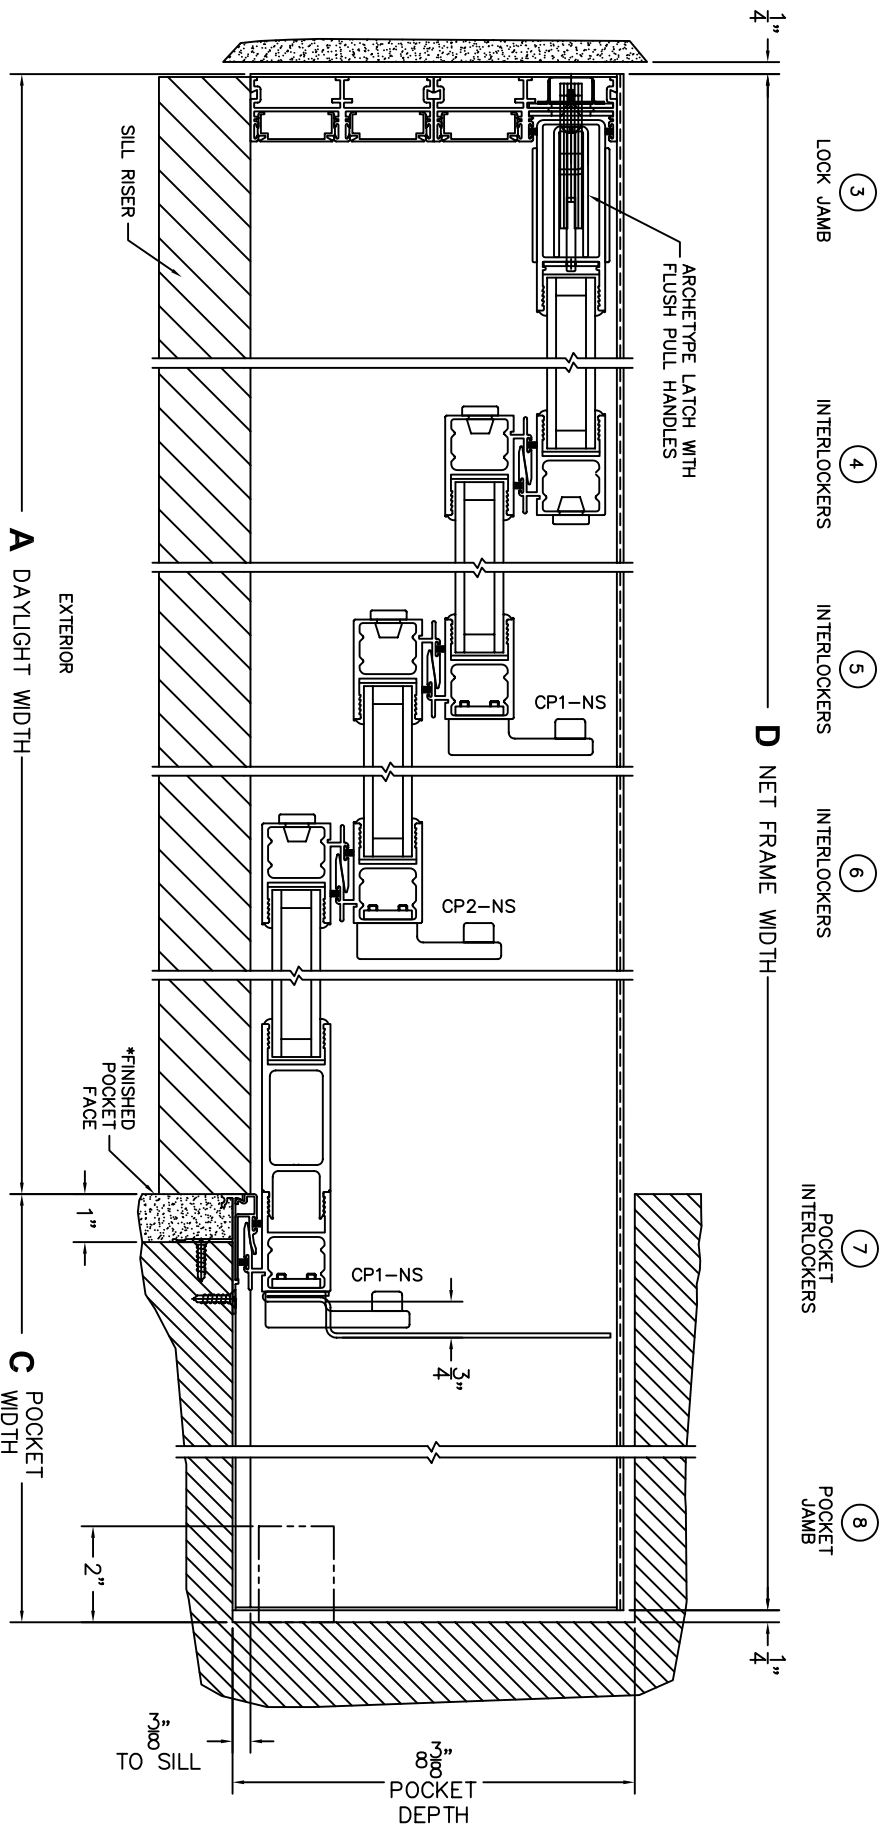 1/4"
3
LOCK JAMB
4
INTERLOCKERS
5
INTERLOCKERS
6
INTERLOCKERS
7
POCKET
INTERLOCKERS
8
POCKET
JAMB
D NET FRAME WIDTH
1/4"
ARCHETYPE LATCH WITH
FLUSH PULL HANDLES
SILL RISER
CP1-NS
CP2-NS
CP1-NS
3/4"
*FINISHED
POCKET
FACE
1"
2"
EXTERIOR
A DAYLIGHT WIDTH
C POCKET
WIDTH
3/8"
TO SILL
8 3/8"
POCKET
DEPTH